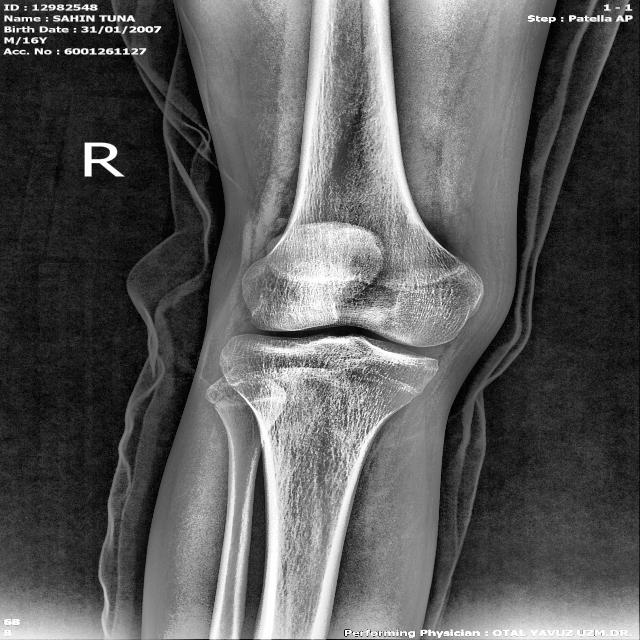 ID : 12982548
Name : SAHIN TUNA
Birth Date : 31/01/2007
M/16Y
Acc. No : 6001261127
1 - 1
Step : Patella AP
R
Performing Physician : OTAL YAVUZ UZM.DR